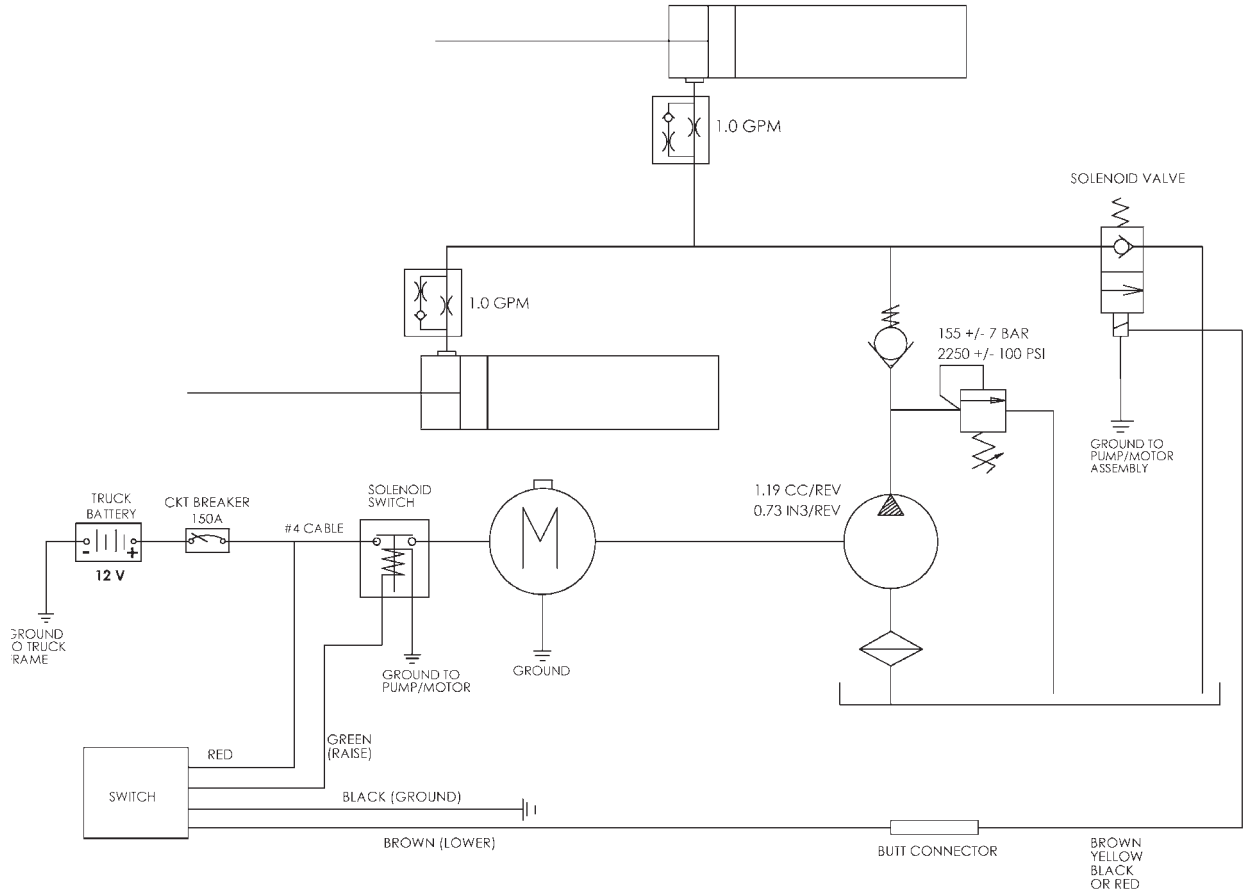 1.0 GPM
SOLENOID VALVE
1.0 GPM
155 +/- 7 BAR
2250 +/- 100 PSI
GROUND TO
PUMP/MOTOR
ASSEMBLY
1.19 CC/REV
0.73 IN3/REV
TRUCK
BATTERY
CKT BREAKER
150A
#4 CABLE
SOLENOID
SWITCH
M
- +
12 V
GROUND
O TRUCK
RAME
GROUND TO
PUMP/MOTOR
GROUND
GREEN
(RAISE)
RED
SWITCH
BLACK (GROUND)
BROWN (LOWER)
BUTT CONNECTOR
BROWN
YELLOW
BLACK
OR RED